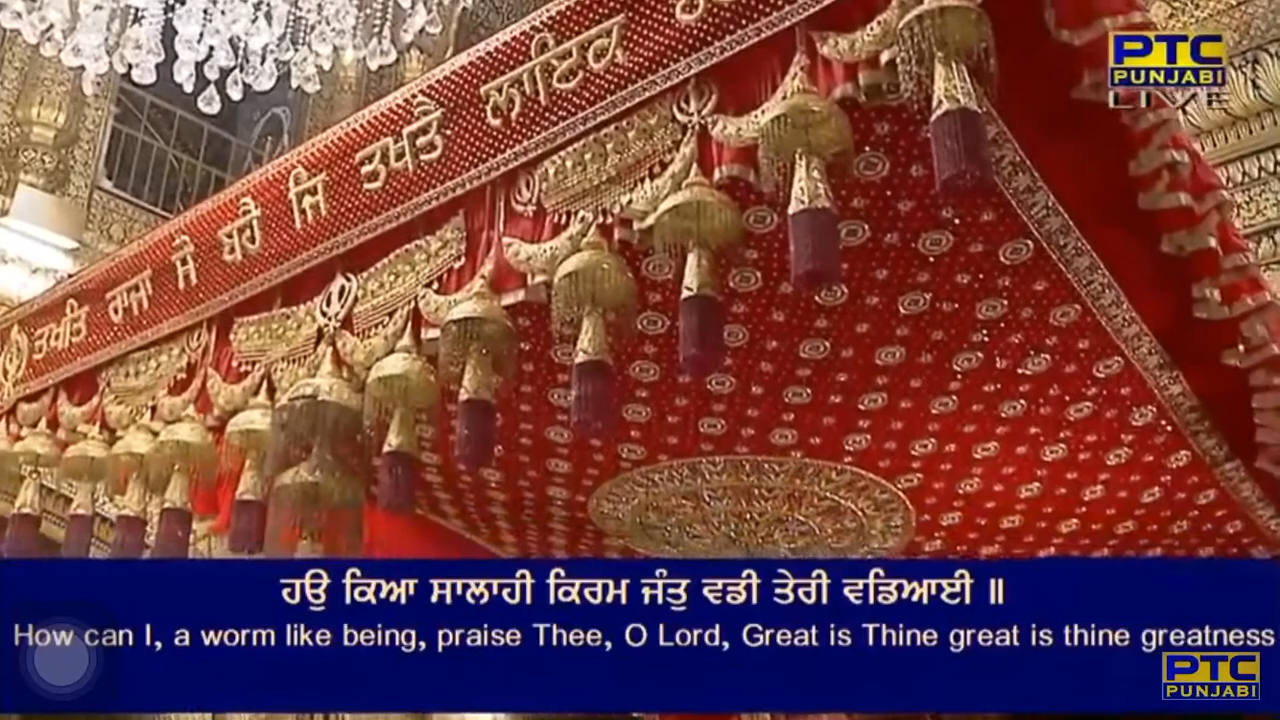 PTC
PUNJABI
LIVE
ਤਖਤਿ ਰਾਜਾ ਸੋ ਬਹੈ ਜਿ ਤਖਤੈ ਲਾਇਕ
ਹਉ ਕਿਆ ਸਾਲਾਹੀ ਕਿਰਮ ਜੰਤੁ ਵਡੀ ਤੇਰੀ ਵਡਿਆਈ ॥
How can I, a worm like being, praise Thee, O Lord, Great is Thine great is thine greatness
PTC
PUNJABI